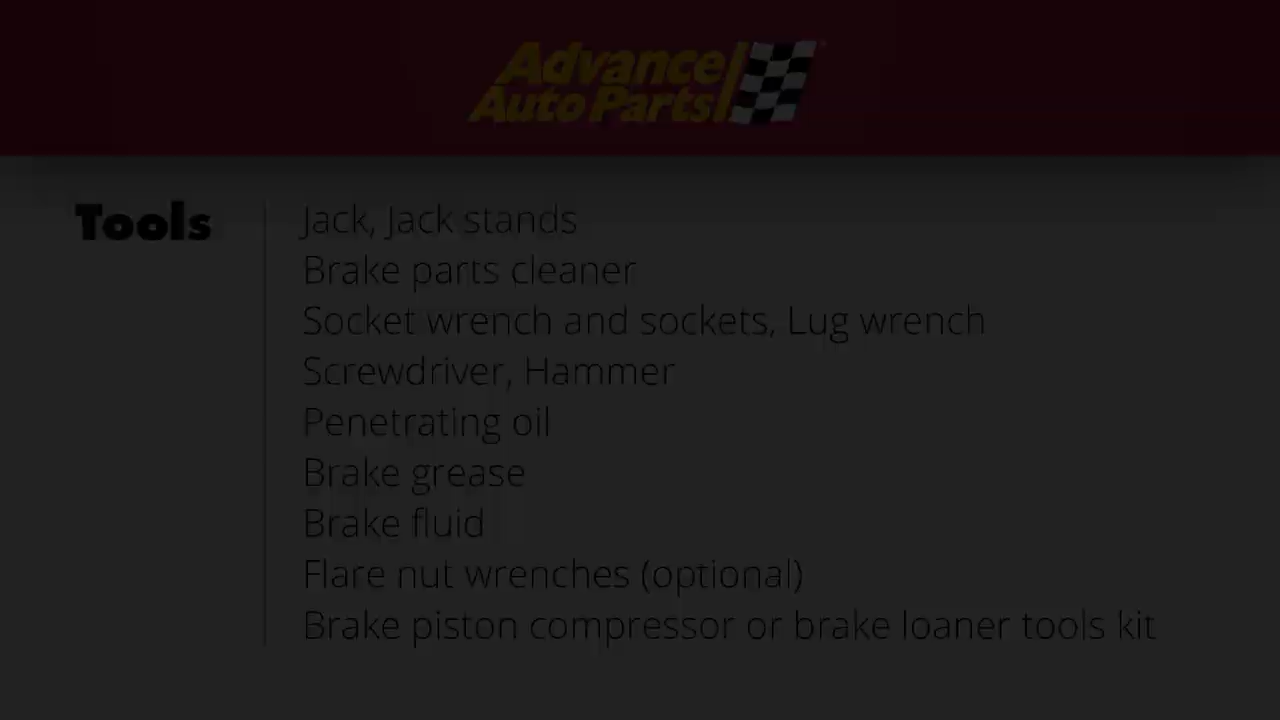 Advance
Auto Parts
Tools
Jack, Jack stands
Brake parts cleaner
Socket wrench and sockets, Lug wrench
Screwdriver, Hammer
Penetrating oil
Brake grease
Brake fluid
Flare nut wrenches (optional)
Brake piston compressor or brake loaner tools kit